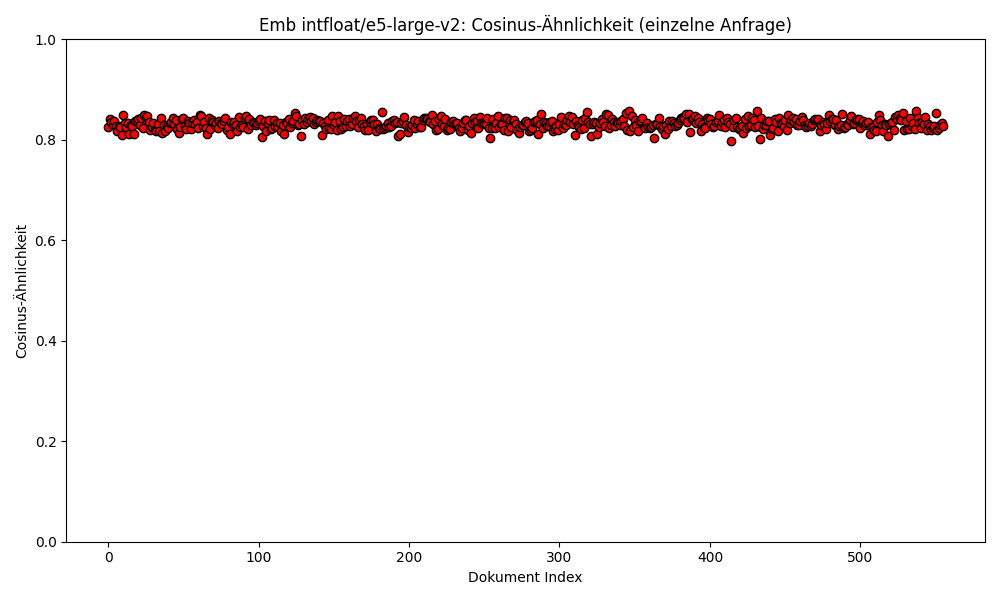 Emb intfloat/e5-large-v2: Cosinus-Ähnlichkeit (einzelne Anfrage)
1.0
0.8
0.6
0.4
0.2
0.0
Cosinus-Ähnlichkeit
0 100 200 300 400 500
Dokument Index